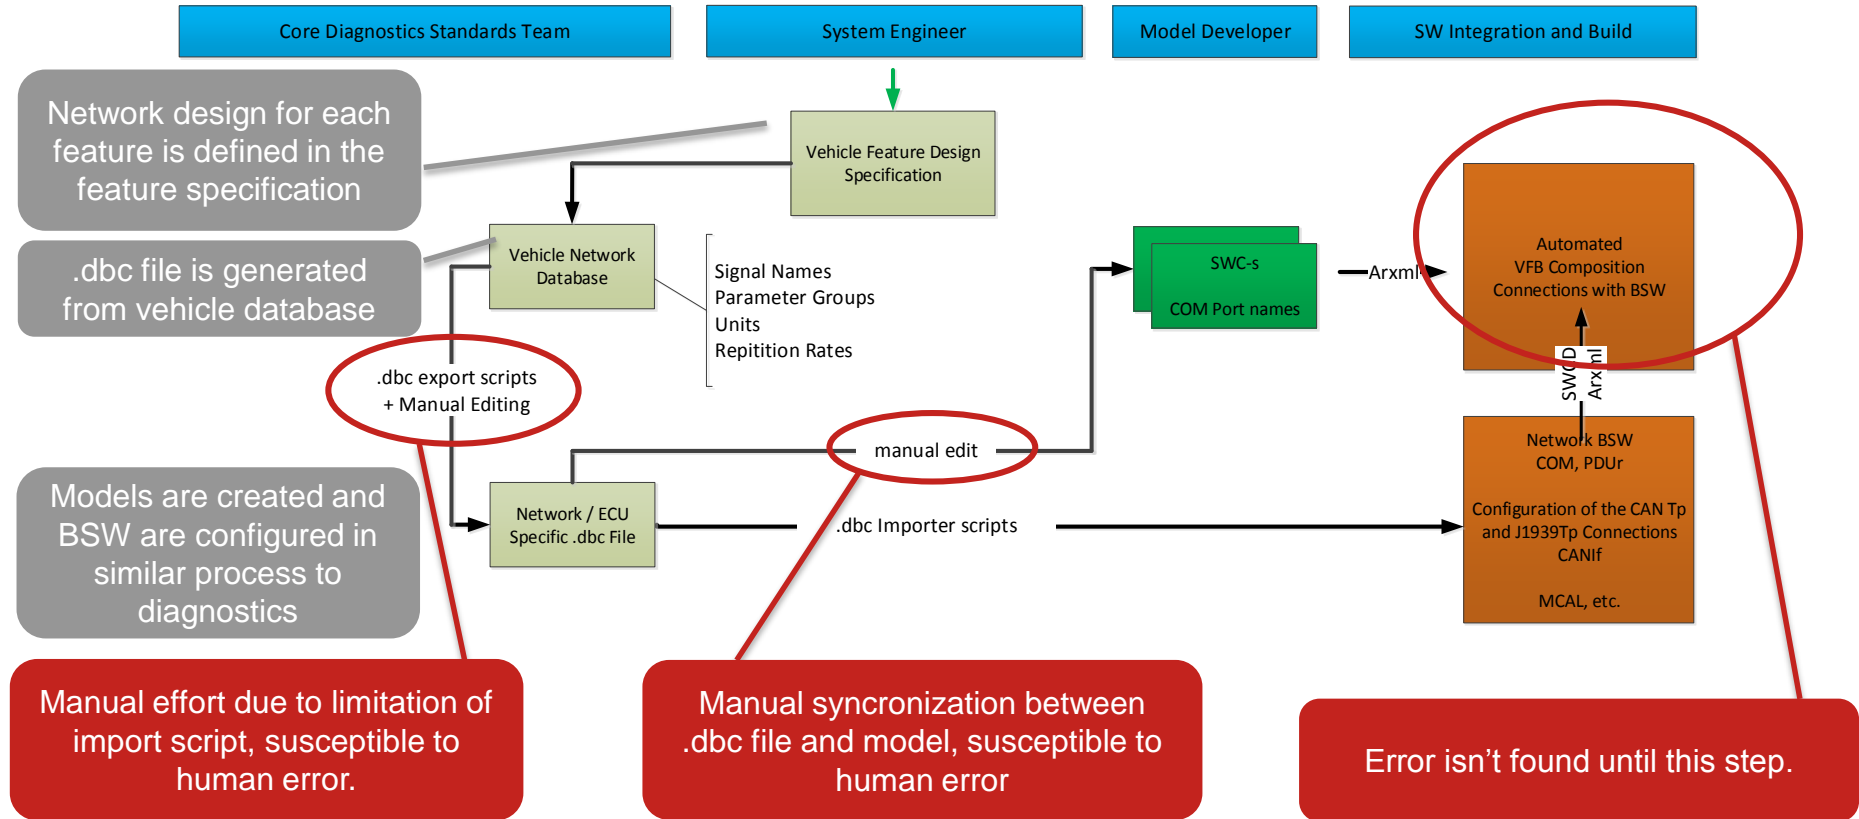 Core Diagnostics Standards Team
System Engineer
Model Developer
SW Integration and Build
Network design for each
feature is defined in the
feature specification
Vehicle Feature Design
Specification
.dbc file is generated
from vehicle database
Vehicle Network
Database
Signal Names
Parameter Groups
Units
Repitition Rates
SWC-s
COM Port names
Arxml
Automated
VFB Composition
Connections with BSW
SWCD
Arxml
.dbc export scripts
+ Manual Editing
manual edit
Models are created and
BSW are configured in
similar process to
diagnostics
Network / ECU
Specific .dbc File
.dbc Importer scripts
Network BSW
COM, PDUr
Configuration of the CAN Tp
and J1939Tp Connections
CANIf
MCAL, etc.
Manual effort due to limitation of
import script, susceptible to
human error.
Manual syncronization between
.dbc file and model, susceptible to
human error
Error isn’t found until this step.